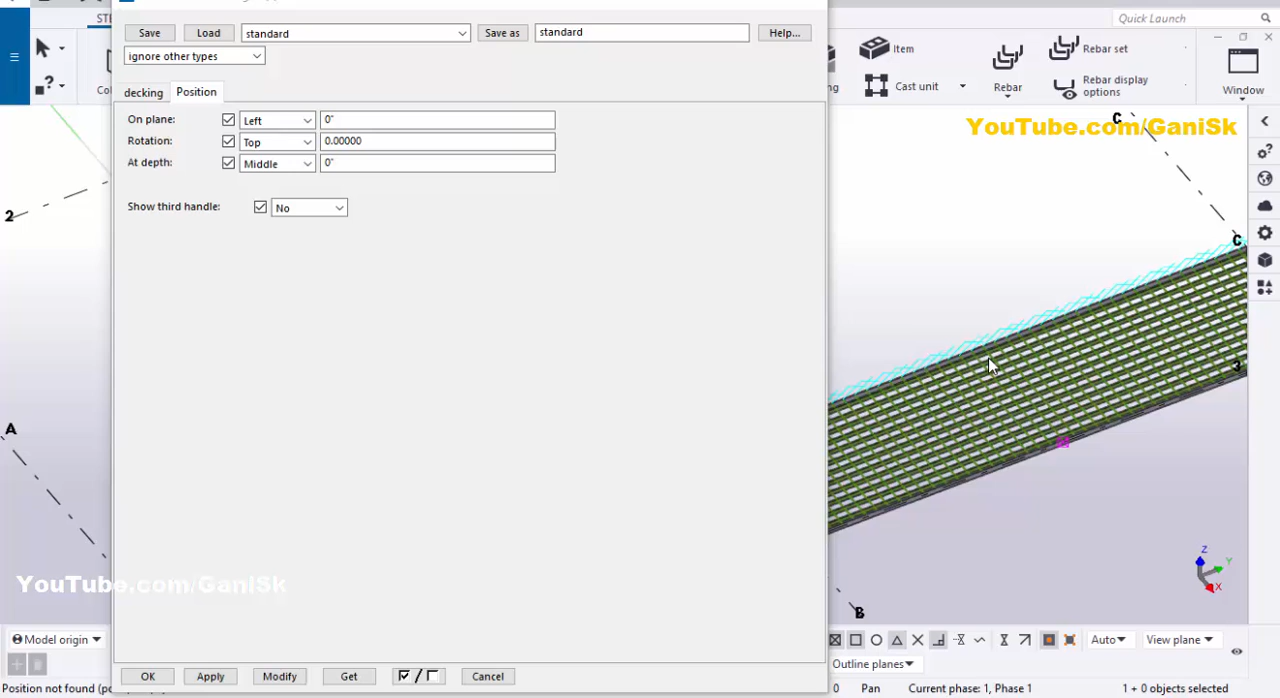 STE
Quick Launch
Save
Load
standard
Save as
standard
Help...
ignore other types
Item
Rebar set
Cast unit
Rebar
Rebar display
options
Window
decking
Position
On plane:
Left
0"
Rotation:
Top
0.00000
At depth:
Middle
0"
Show third handle:
No
YouTube.com/GaniSk
C
C
2
3
A
B
Z
Y
X
YouTube.com/GaniSk
Model origin
Auto
View plane
Outline planes
OK
Apply
Modify
Get
Cancel
Position not found
0
Pan
Current phase: 1, Phase 1
1 + 0 objects selected